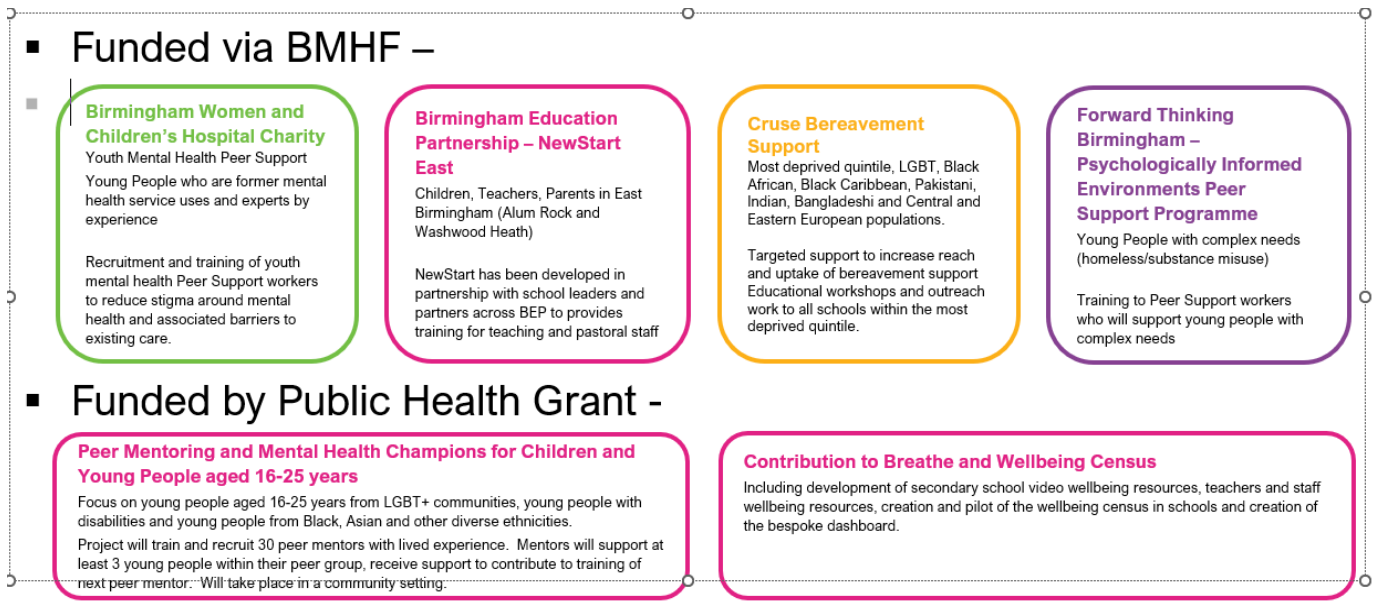 Funded via BMHF –
Birmingham Women and
Children's Hospital Charity
Youth Mental Health Peer Support
Young People who are former mental
health service uses and experts by
experience
Recruitment and training of youth
mental health Peer Support workers
to reduce stigma around mental
health and associated barriers to
existing care.
Birmingham Education
Partnership – NewStart
East
Children, Teachers, Parents in East
Birmingham (Alum Rock and
Washwood Heath)
NewStart has been developed in
partnership with school leaders and
partners across BEP to provides
training for teaching and pastoral staff
Cruse Bereavement
Support
Most deprived quintile, LGBT, Black
African, Black Caribbean, Pakistani,
Indian, Bangladeshi and Central and
Eastern European populations.
Targeted support to increase reach
and uptake of bereavement support
Educational workshops and outreach
work to all schools within the most
deprived quintile.
Forward Thinking
Birmingham –
Psychologically Informed
Environments Peer
Support Programme
Young People with complex needs
(homeless/substance misuse)
Training to Peer Support workers
who will support young people with
complex needs
Funded by Public Health Grant -
Peer Mentoring and Mental Health Champions for Children and
Young People aged 16-25 years
Focus on young people aged 16-25 years from LGBT+ communities, young people with
disabilities and young people from Black, Asian and other diverse ethnicities.
Project will train and recruit 30 peer mentors with lived experience.  Mentors will support at
least 3 young people within their peer group, receive support to contribute to training of
next peer mentor.  Will take place in a community setting.
Contribution to Breathe and Wellbeing Census
Including development of secondary school video wellbeing resources, teachers and staff
wellbeing resources, creation and pilot of the wellbeing census in schools and creation of
the bespoke dashboard.